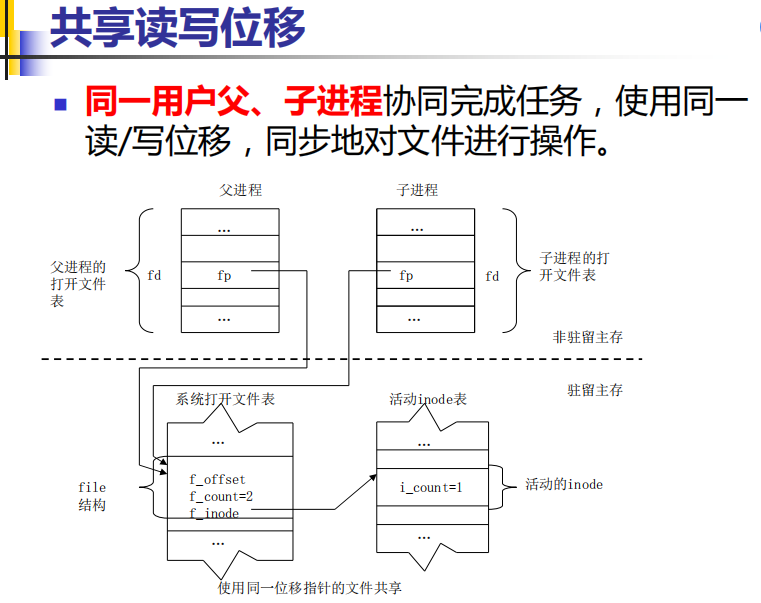 共享读写位移
同一用户父、子进程协同完成任务，使用同一
读/写位移，同步地对文件进行操作。
父进程
子进程
...
...
父进程的
打开文件
表
fd
fp
fp
fd
子进程的打
开文件表
...
...
非驻留主存
驻留主存
系统打开文件表
活动inode表
...
...
file
结构
f_offset
f_count=2
f_inode
i_count=1
活动的inode
...
...
使用同一位移指针的文件共享